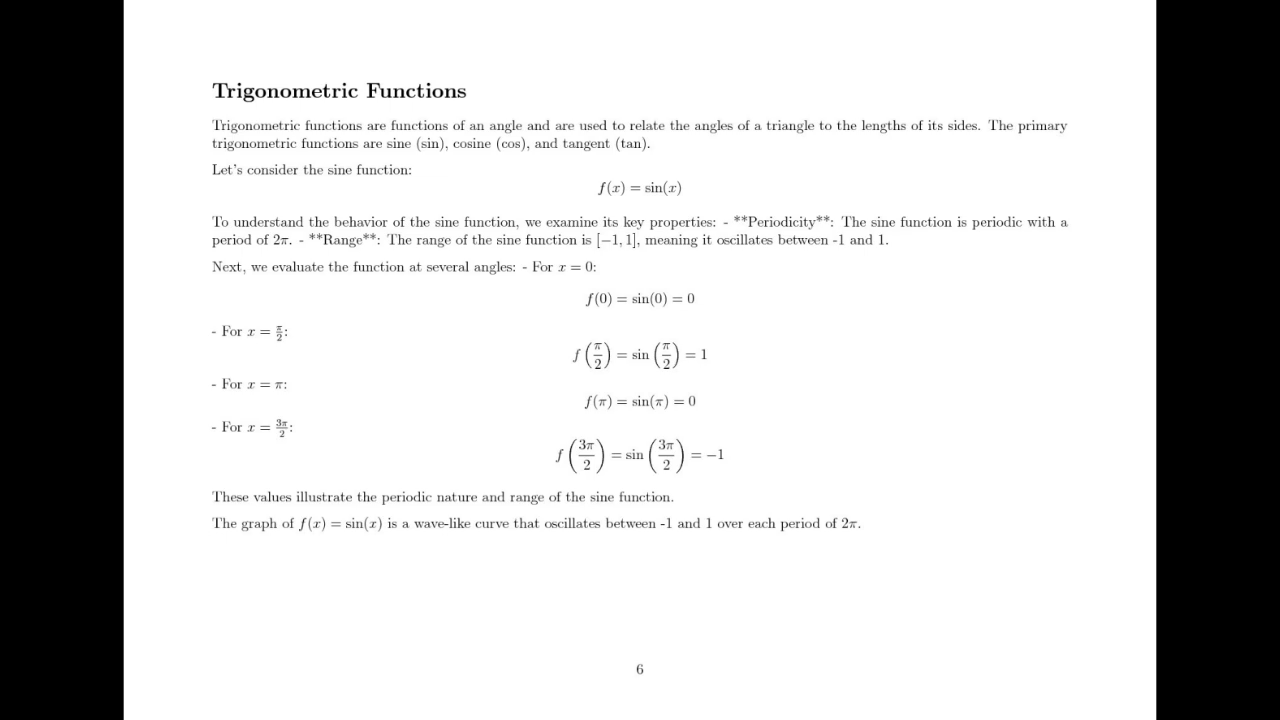 Trigonometric Functions
Trigonometric functions are functions of an angle and are used to relate the angles of a triangle to the lengths of its sides. The primary
trigonometric functions are sine (sin), cosine (cos), and tangent (tan).
Let's consider the sine function:
f(x) = sin(x)
To understand the behavior of the sine function, we examine its key properties: - **Periodicity**: The sine function is periodic with a
period of 2π. - **Range**: The range of the sine function is [−1, 1], meaning it oscillates between -1 and 1.
Next, we evaluate the function at several angles: - For x = 0:
f(0) = sin(0) = 0
- For x = π/2:
f(π/2) = sin(π/2) = 1
- For x = π:
f(π) = sin(π) = 0
- For x = 3π/2:
f(3π/2) = sin(3π/2) = −1
These values illustrate the periodic nature and range of the sine function.
The graph of f(x) = sin(x) is a wave-like curve that oscillates between -1 and 1 over each period of 2π.
6